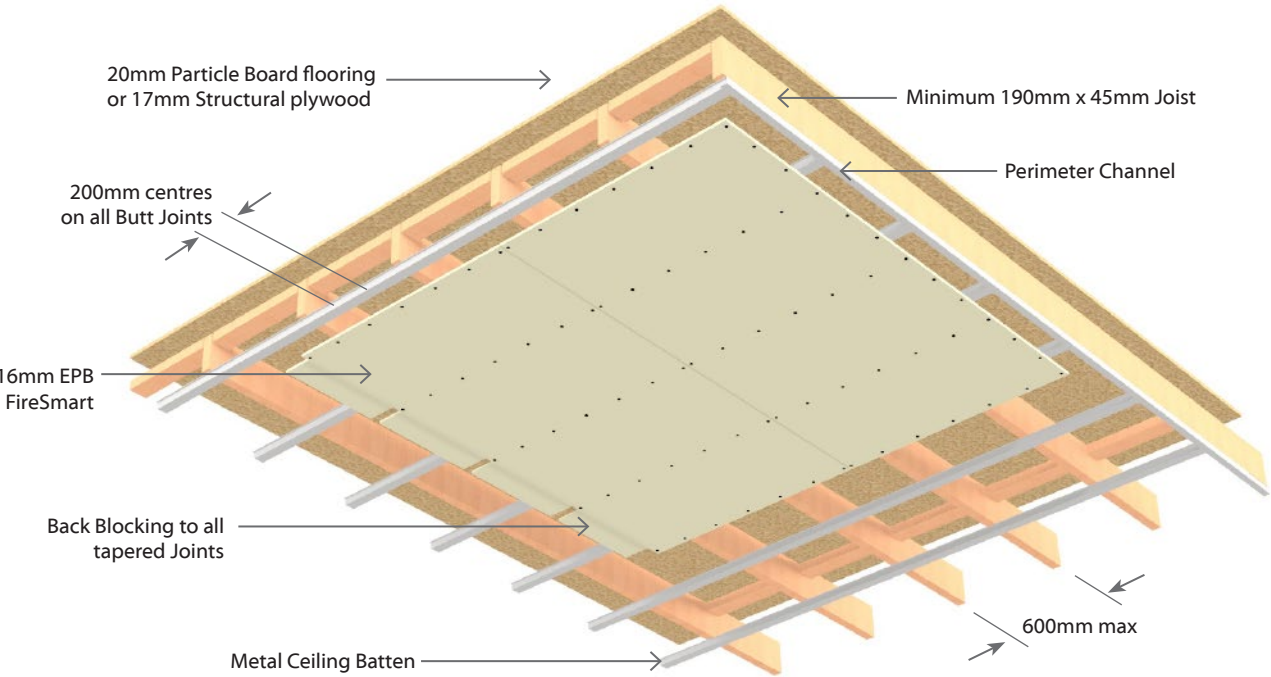 20mm Particle Board flooring
or 17mm Structural plywood
Minimum 190mm x 45mm Joist
Perimeter Channel
200mm centres
on all Butt Joints
16mm EPB
FireSmart
Back Blocking to all
tapered Joints
600mm max
Metal Ceiling Batten